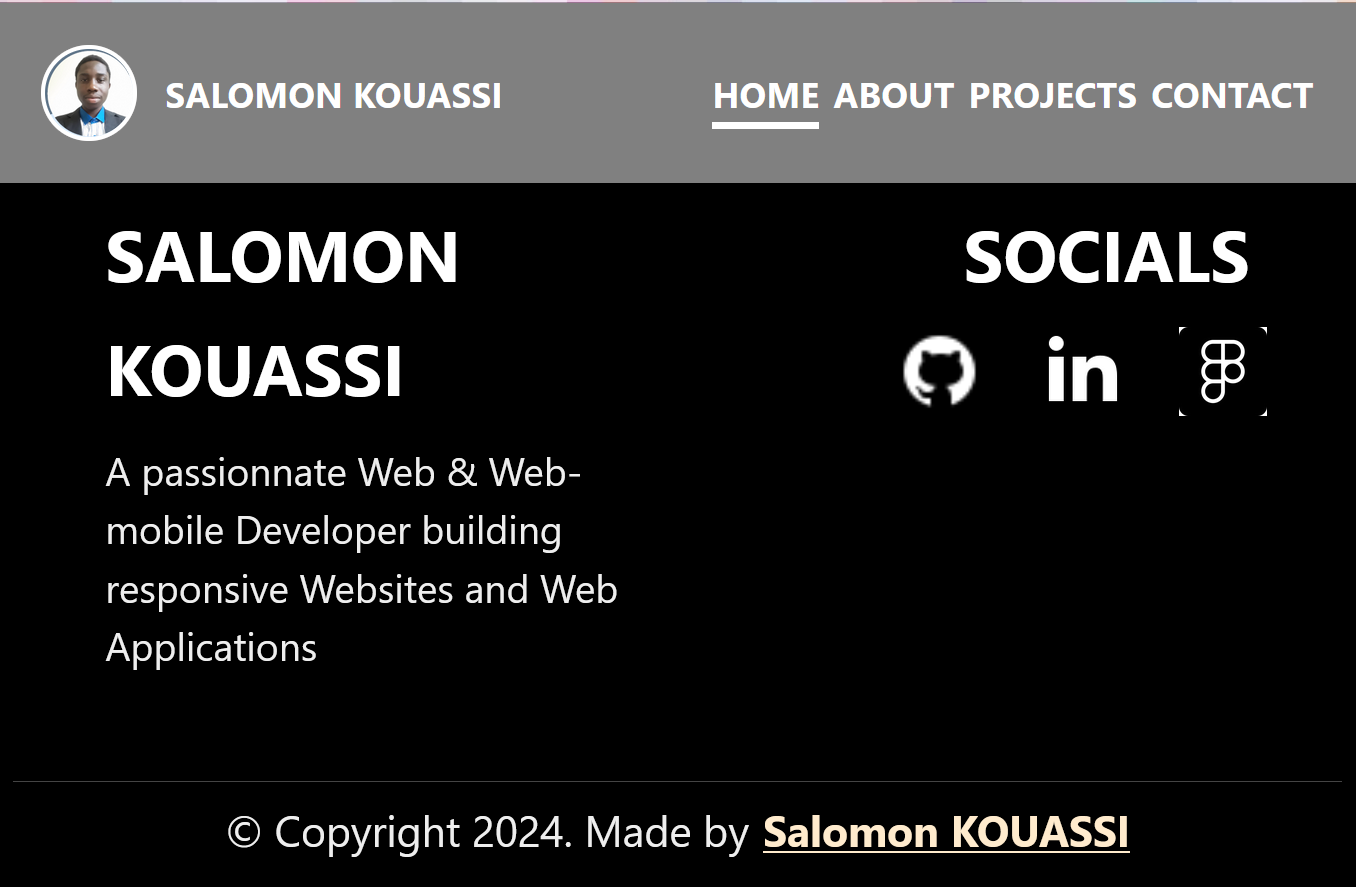 SALOMON KOUASSI
HOME ABOUT PROJECTS CONTACT
SALOMON
KOUASSI
A passionnate Web & Web-
mobile Developer building
responsive Websites and Web
Applications
SOCIALS
in
© Copyright 2024. Made by Salomon KOUASSI